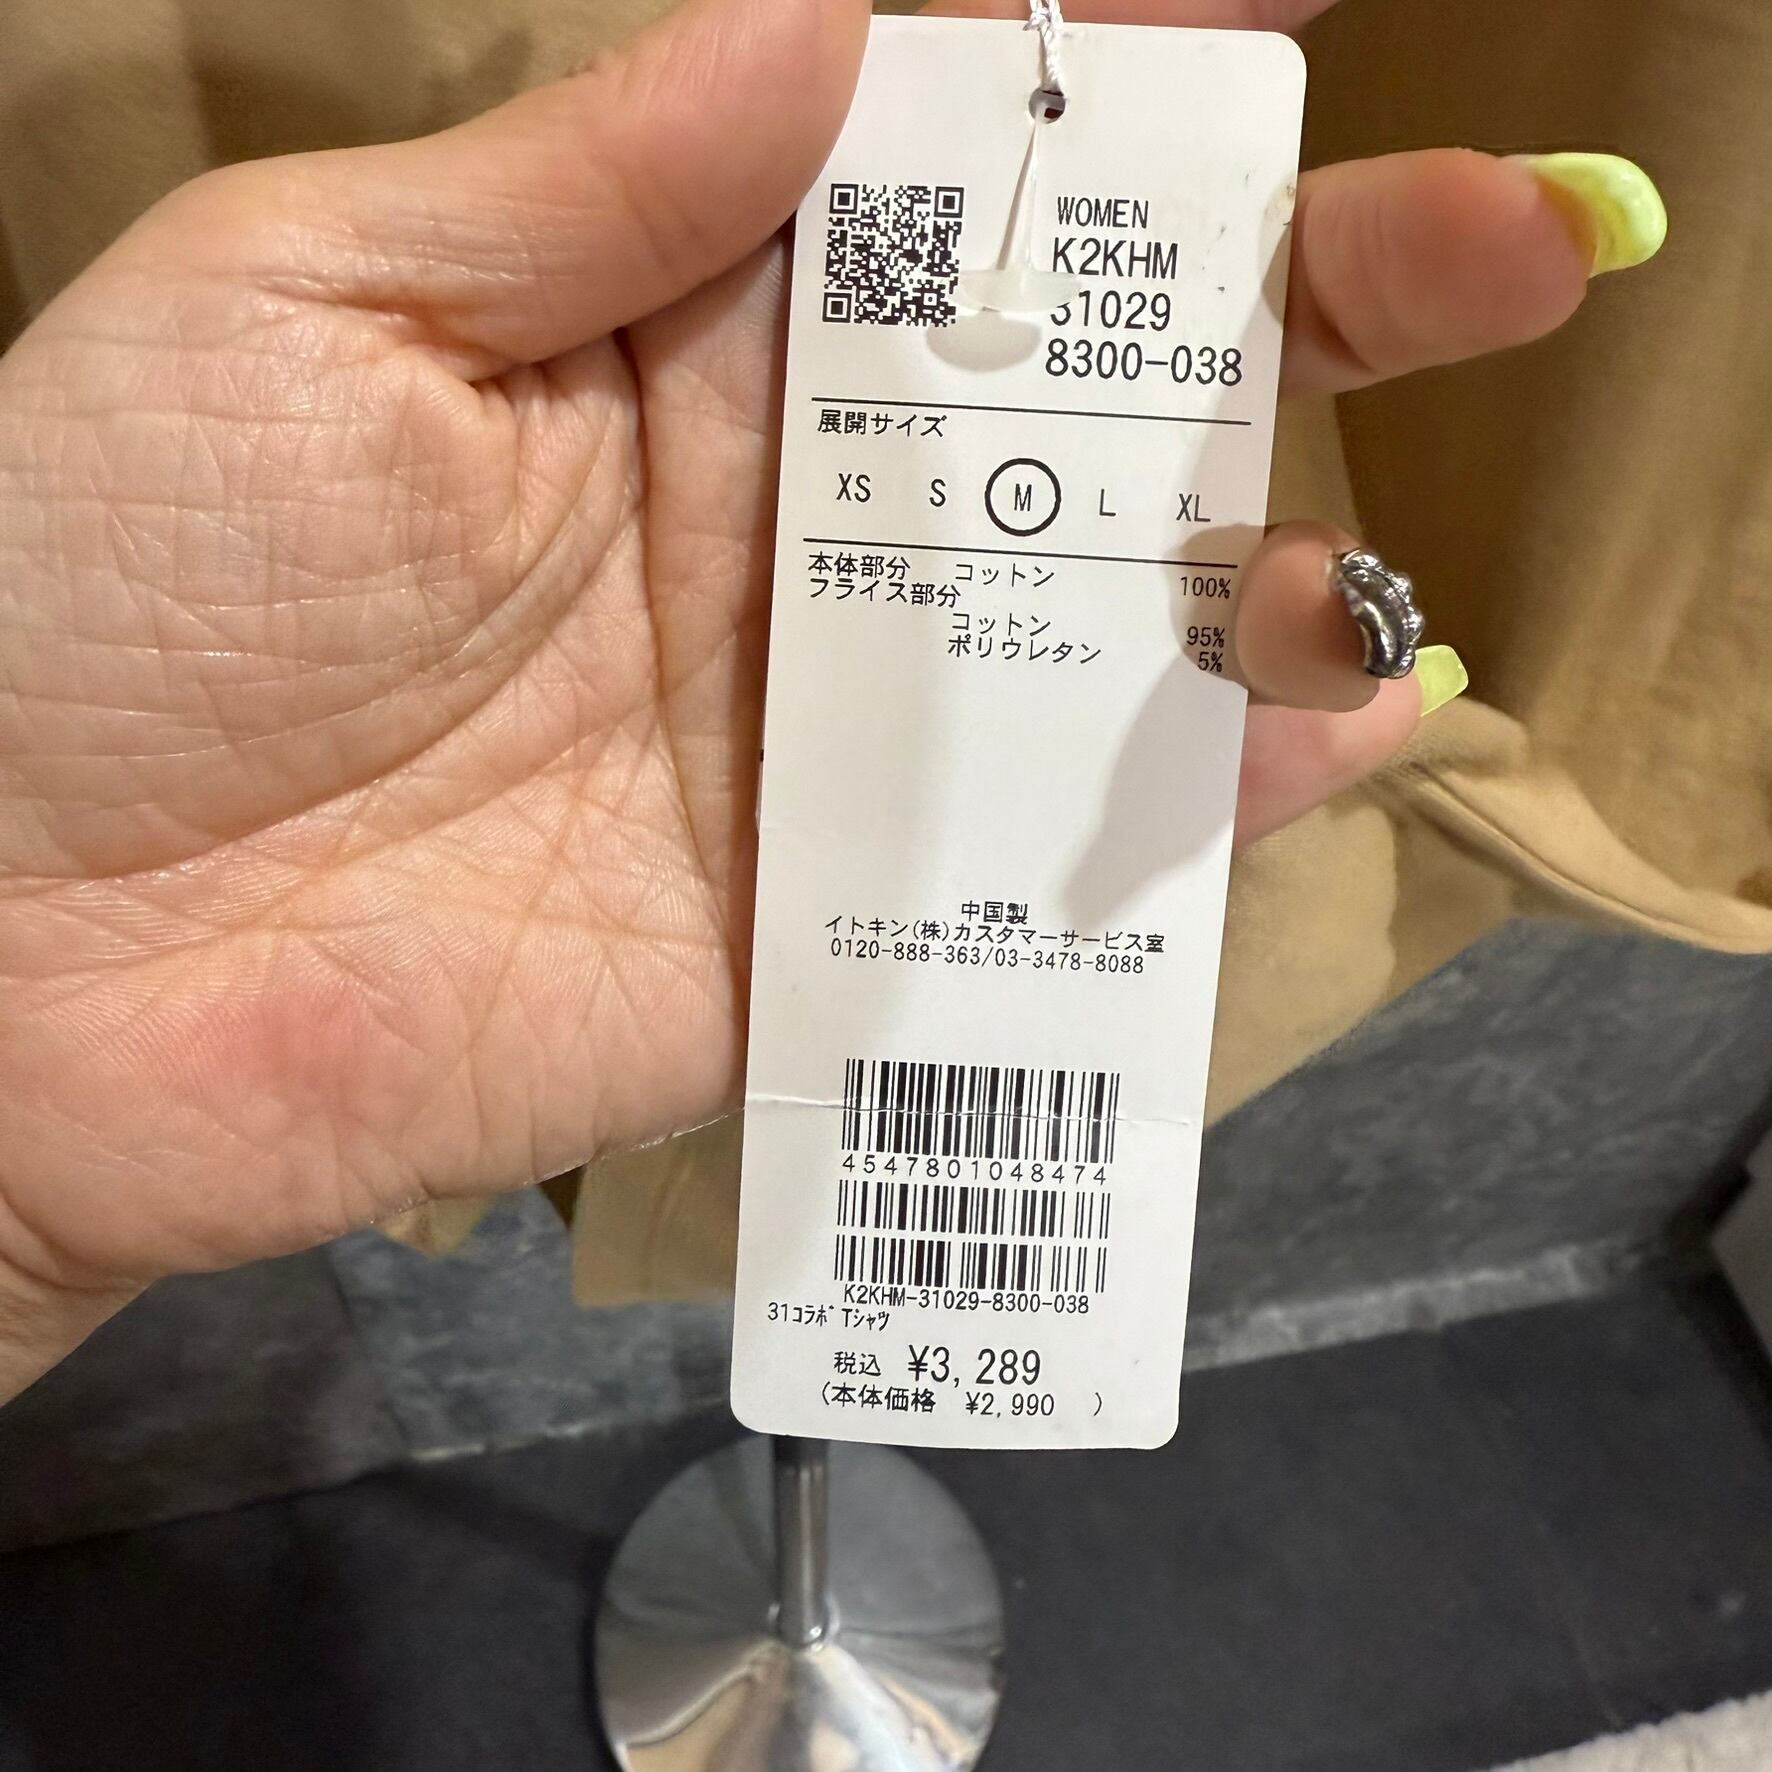 WOMEN
K2KHM
31029
8300-038
展開サイズ
XS S M L XL
本体部分 コットン 100%
フライス部分
コットン 95%
ポリウレタン 5%
中国製
イトキン(株)カスタマーサービス室
0120-888-363/03-3478-8088
4547801048474
K2KHM-31029-8300-038
31ｺﾗﾎﾞTｼｬﾂ
税込 ¥3,289
(本体価格 ¥2,990 )